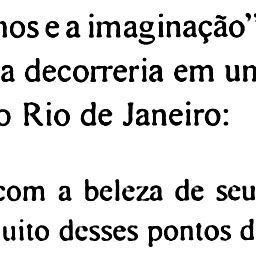 nos e a imaginação"
a decorreria em un
o Rio de Janeiro:
com a beleza de seu
uito desses pontos d